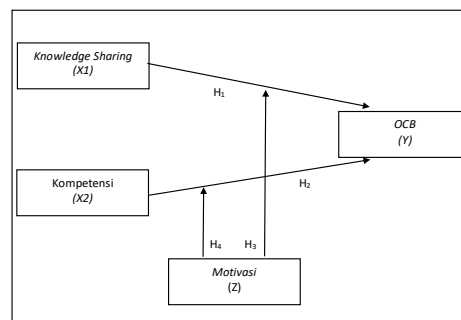 Knowledge Sharing
(X1)
H₁
OCB
(Y)
Kompetensi
(X2)
H₂
H₄
H₃
Motivasi
(Z)